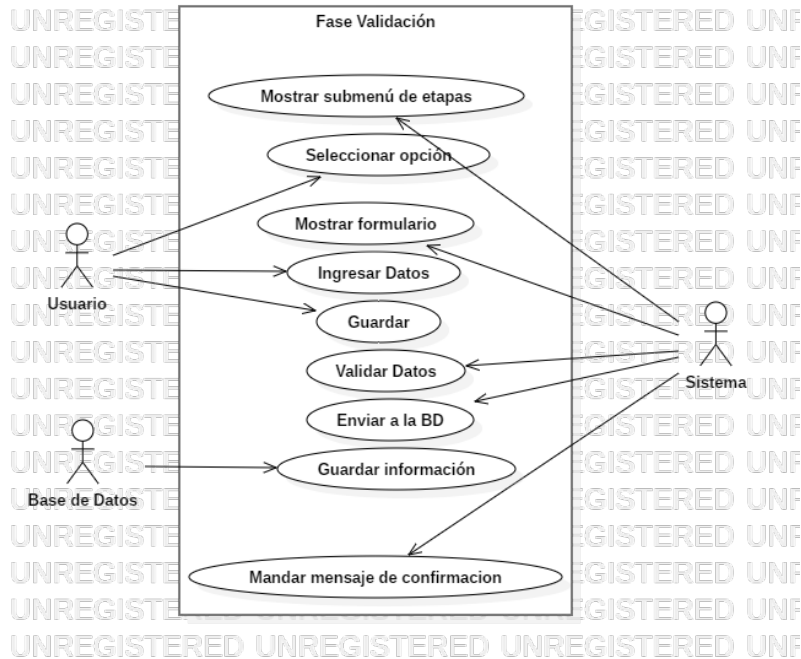 Fase Validación
Mostrar submenú de etapas
Seleccionar opción
Mostrar formulario
Ingresar Datos
Guardar
Validar Datos
Enviar a la BD
Guardar información
Mandar mensaje de confirmacion
Usuario
Base de Datos
Sistema
UNREGISTERED UNREGISTERED UNREGISTERED UNF